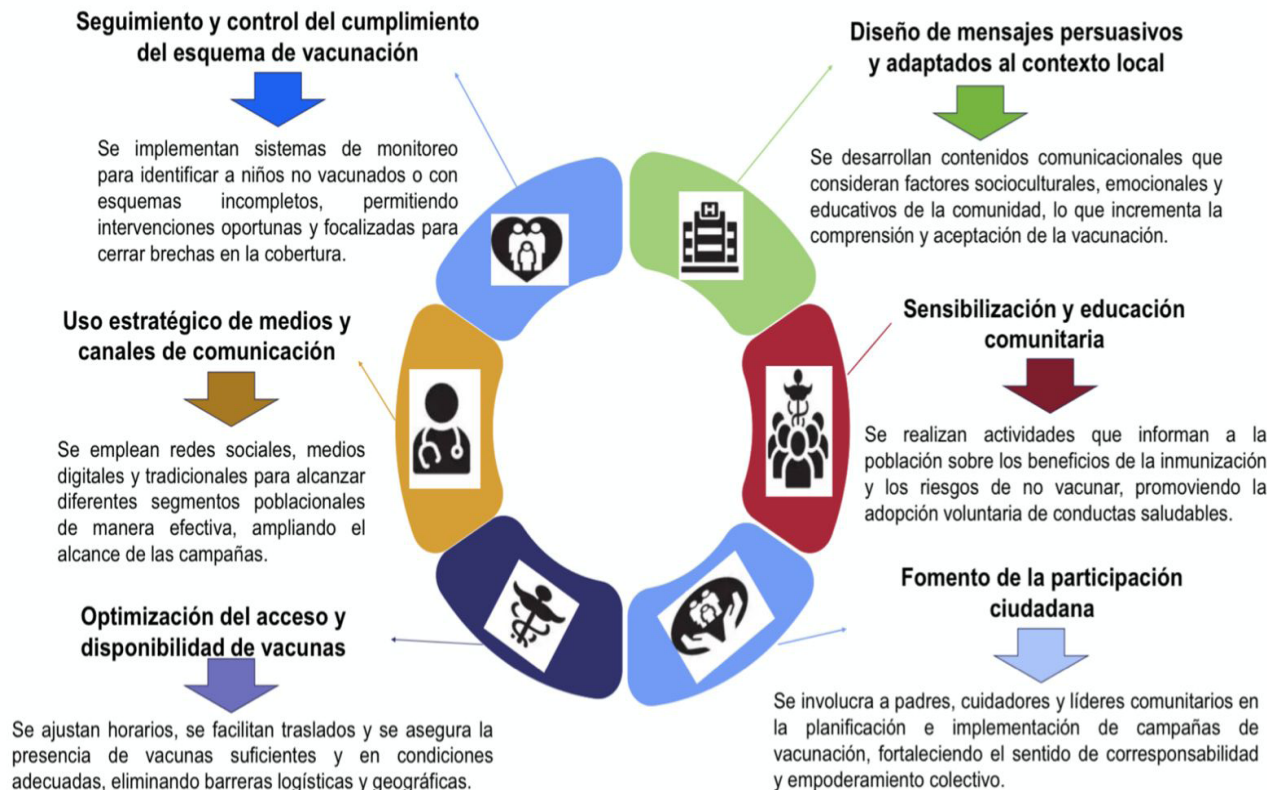 Seguimiento y control del cumplimiento
del esquema de vacunación
Se implementan sistemas de monitoreo
para identificar a niños no vacunados o con
esquemas incompletos, permitiendo
intervenciones oportunas y focalizadas para
cerrar brechas en la cobertura.
Uso estratégico de medios y
canales de comunicación
Se emplean redes sociales, medios
digitales y tradicionales para alcanzar
diferentes segmentos poblacionales
de manera efectiva, ampliando el
alcance de las campañas.
Optimización del acceso y
disponibilidad de vacunas
Se ajustan horarios, se facilitan traslados y se asegura la
presencia de vacunas suficientes y en condiciones
adecuadas, eliminando barreras logísticas y geográficas.
H
Diseño de mensajes persuasivos
y adaptados al contexto local
Se desarrollan contenidos comunicacionales que
consideran factores socioculturales, emocionales y
educativos de la comunidad, lo que incrementa la
comprensión y aceptación de la vacunación.
Sensibilización y educación
comunitaria
Se realizan actividades que informan a la
población sobre los beneficios de la inmunización
y los riesgos de no vacunar, promoviendo la
adopción voluntaria de conductas saludables.
Fomento de la participación
ciudadana
Se involucra a padres, cuidadores y líderes comunitarios en
la planificación e implementación de campañas de
vacunación, fortaleciendo el sentido de corresponsabilidad
y empoderamiento colectivo.